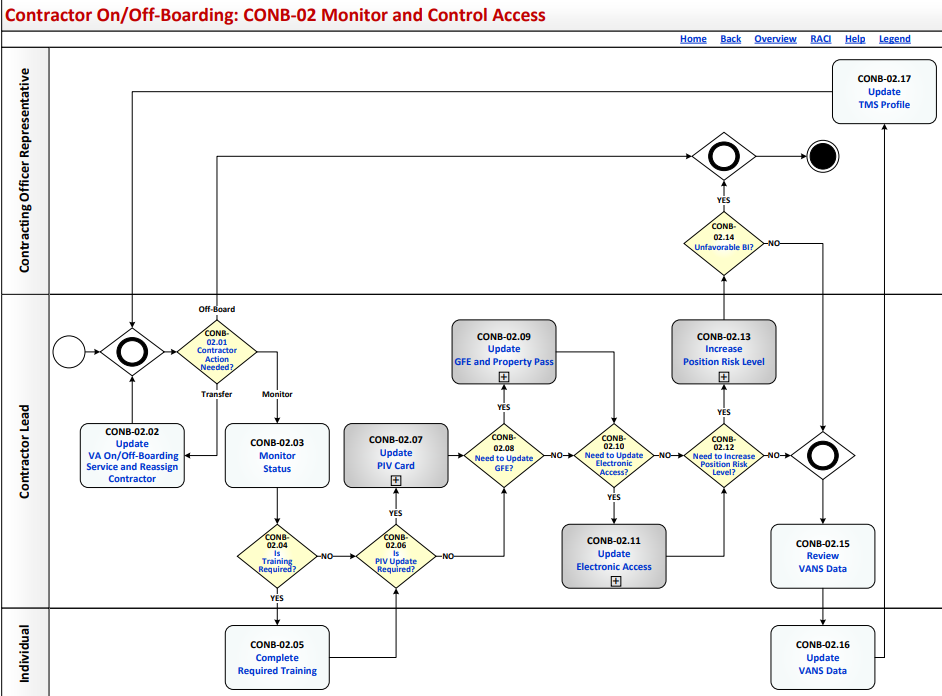 Contractor On/Off-Boarding: CONB-02 Monitor and Control Access
Home Back Overview RACI Help Legend
Contracting Officer Representative
CONB-02.17
Update
TMS Profile
YES
CONB-
02.14
Unfavorable BI?
NO
Contractor Lead
Off-Board
CONB-
02.01
Contractor
Action
Needed?
Transfer
Monitor
CONB-02.02
Update
VA On/Off-Boarding
Service and Reassign
Contractor
CONB-02.03
Monitor
Status
CONB-02.04
Is
Training
Required?
NO
YES
CONB-
02.06
Is
PIV Update
Required?
YES
NO
CONB-02.07
Update
PIV Card
CONB-
02.08
Need to Update
GFE?
YES
NO
CONB-02.09
Update
GFE and Property Pass
CONB-
02.10
Need to Update
Electronic
Access?
NO
YES
CONB-02.11
Update
Electronic Access
CONB-
02.12
Need to Increase
Position Risk
Level?
YES
NO
CONB-02.13
Increase
Position Risk Level
CONB-02.15
Review
VANS Data
Individual
CONB-02.05
Complete
Required Training
CONB-02.16
Update
VANS Data